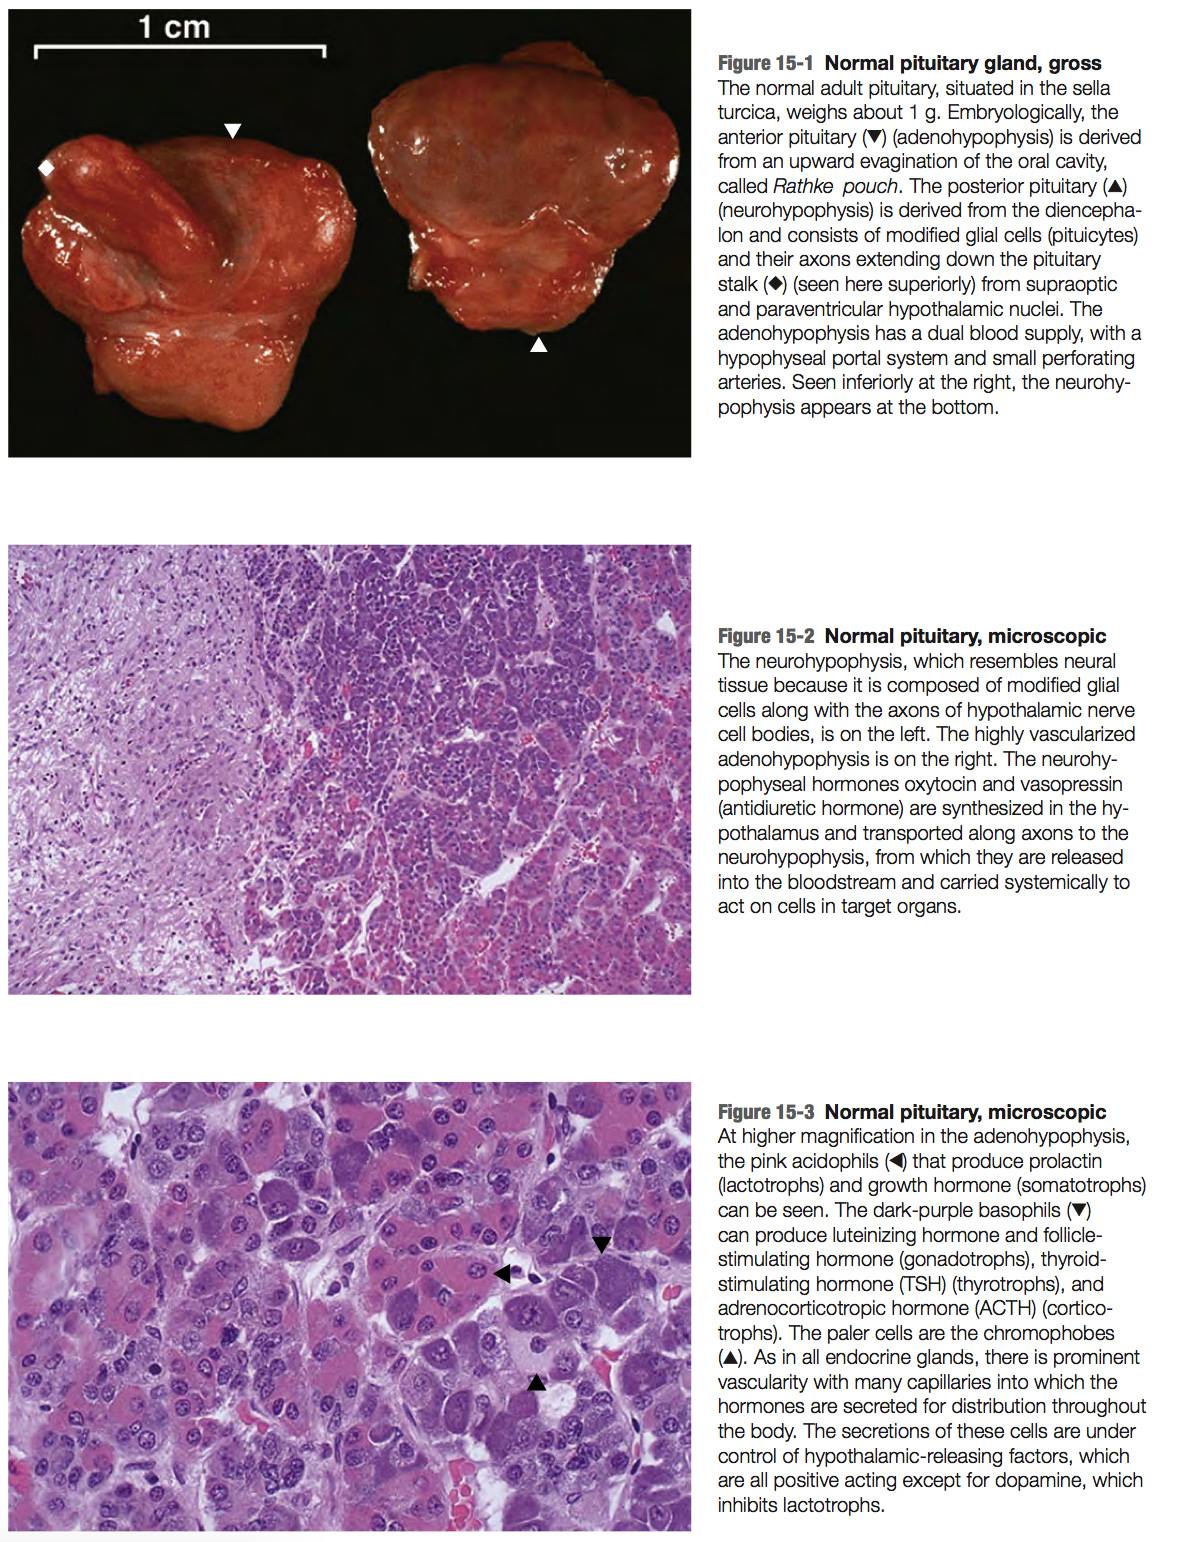 1 cm
Figure 15-1 Normal pituitary gland, gross
The normal adult pituitary, situated in the sella
turcica, weighs about 1 g. Embryologically, the
anterior pituitary (▼) (adenohypophysis) is derived
from an upward evagination of the oral cavity,
called Rathke pouch. The posterior pituitary (▲)
(neurohypophysis) is derived from the diencepha-
lon and consists of modified glial cells (pituicytes)
and their axons extending down the pituitary
stalk (◆) (seen here superiorly) from supraoptic
and paraventricular hypothalamic nuclei. The
adenohypophysis has a dual blood supply, with a
hypophyseal portal system and small perforating
arteries. Seen inferiorly at the right, the neurohy-
pophysis appears at the bottom.
Figure 15-2 Normal pituitary, microscopic
The neurohypophysis, which resembles neural
tissue because it is composed of modified glial
cells along with the axons of hypothalamic nerve
cell bodies, is on the left. The highly vascularized
adenohypophysis is on the right. The neurohy-
pophyseal hormones oxytocin and vasopressin
(antidiuretic hormone) are synthesized in the hy-
pothalamus and transported along axons to the
neurohypophysis, from which they are released
into the bloodstream and carried systemically to
act on cells in target organs.
Figure 15-3 Normal pituitary, microscopic
At higher magnification in the adenohypophysis,
the pink acidophils (◀) that produce prolactin
(lactotrophs) and growth hormone (somatotrophs)
can be seen. The dark-purple basophils (▼)
can produce luteinizing hormone and follicle-
stimulating hormone (gonadotrophs), thyroid-
stimulating hormone (TSH) (thyrotrophs), and
adrenocorticotropic hormone (ACTH) (cortico-
trophs). The paler cells are the chromophobes
(▲). As in all endocrine glands, there is prominent
vascularity with many capillaries into which the
hormones are secreted for distribution throughout
the body. The secretions of these cells are under
control of hypothalamic-releasing factors, which
are all positive acting except for dopamine, which
inhibits lactotrophs.